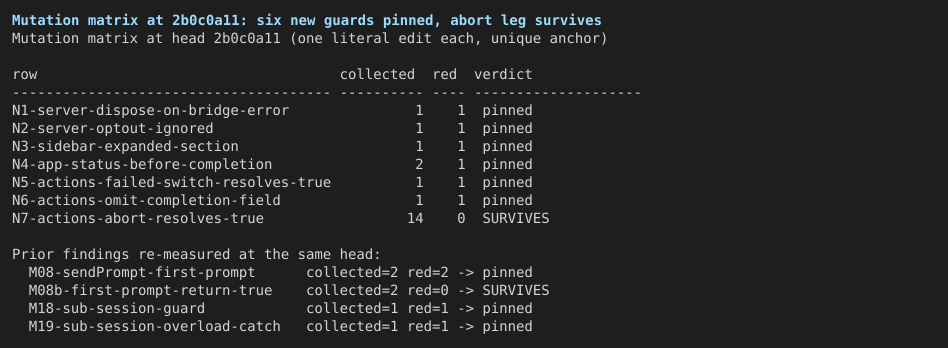 Mutation matrix at 2b0c0a11: six new guards pinned, abort leg survives
Mutation matrix at head 2b0c0a11 (one literal edit each, unique anchor)
row collected red verdict
-------------------------------------- ---------- ---- --------------------
N1-server-dispose-on-bridge-error 1 1 pinned
N2-server-optout-ignored 1 1 pinned
N3-sidebar-expanded-section 1 1 pinned
N4-app-status-before-completion 2 1 pinned
N5-actions-failed-switch-resolves-true 1 1 pinned
N6-actions-omit-completion-field 1 1 pinned
N7-actions-abort-resolves-true 14 0 SURVIVES
Prior findings re-measured at the same head:
M08-sendPrompt-first-prompt collected=2 red=2 -> pinned
M08b-first-prompt-return-true collected=2 red=0 -> SURVIVES
M18-sub-session-guard collected=1 red=1 -> pinned
M19-sub-session-overload-catch collected=1 red=1 -> pinned